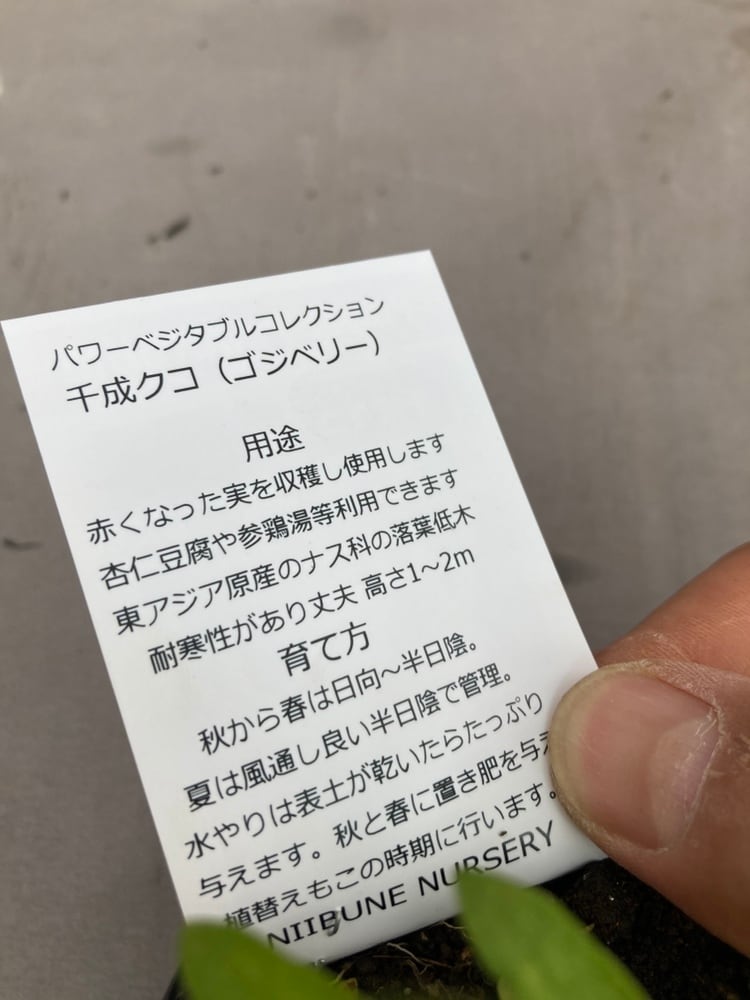 パワーベジタブルコレクション
千成クコ（ゴジベリー）
用途
赤くなった実を収穫し使用します
杏仁豆腐や参鶏湯等利用できます
東アジア原産のナス科の落葉低木
耐寒性があり丈夫 高さ1～2m
育て方
秋から春は日向～半日陰。
夏は風通し良い半日陰で管理。
水やりは表土が乾いたらたっぷり
与えます。秋と春に置き肥を与え
植替えもこの時期に行います。
NIIBUNE NURSERY